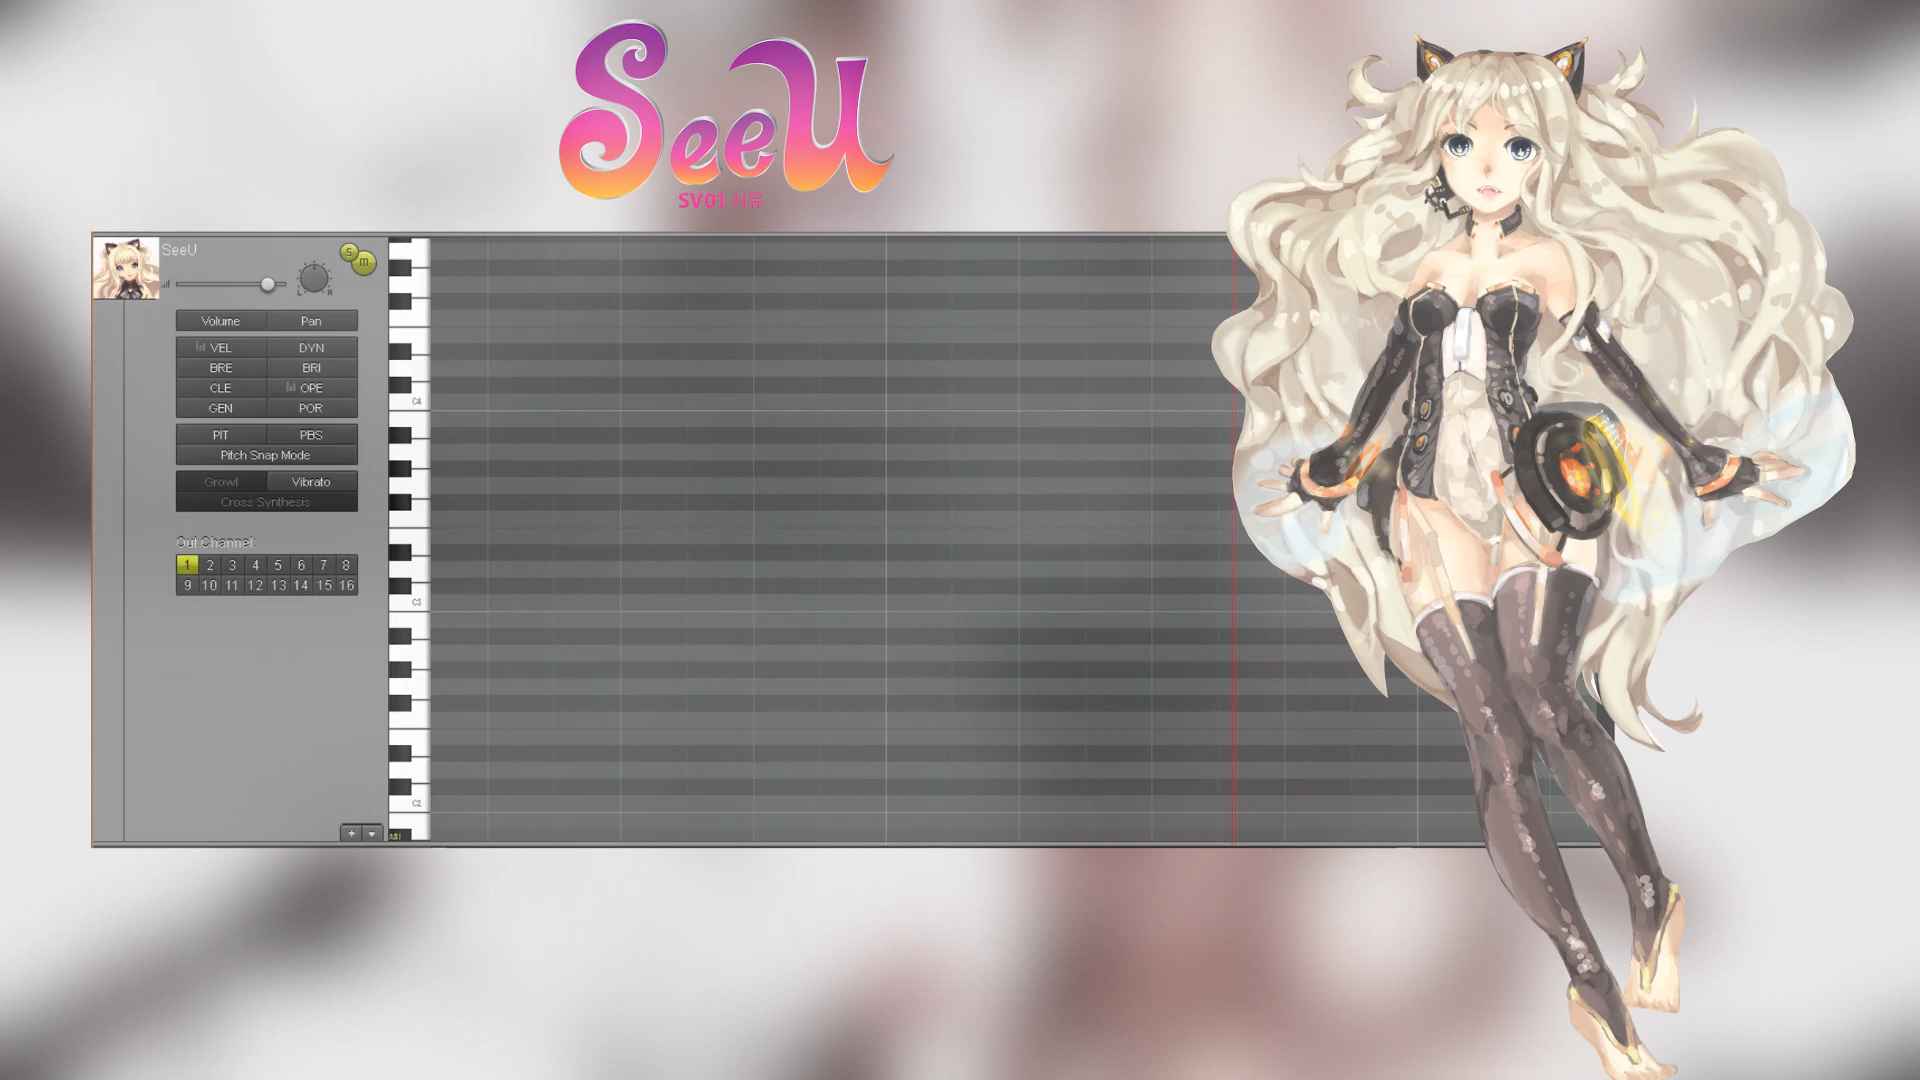 SeeU
SV01 시유
SeeU
S
m
L R
Volume Pan
VEL DYN
BRE BRI
CLE OPE
GEN POR
PIT PBS
Pitch Snap Mode
Growl Vibrato
Cross Synthesis
Out Channel:
1 2 3 4 5 6 7 8
9 10 11 12 13 14 15 16
C4
C3
C2
+